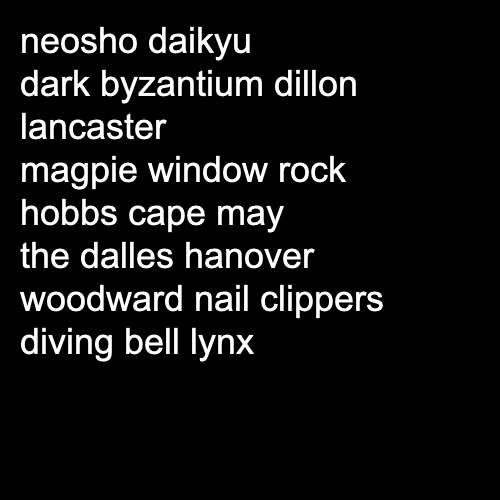 neosho daikyu
dark byzantium dillon
lancaster
magpie window rock
hobbs cape may
the dalles hanover
woodward nail clippers
diving bell lynx